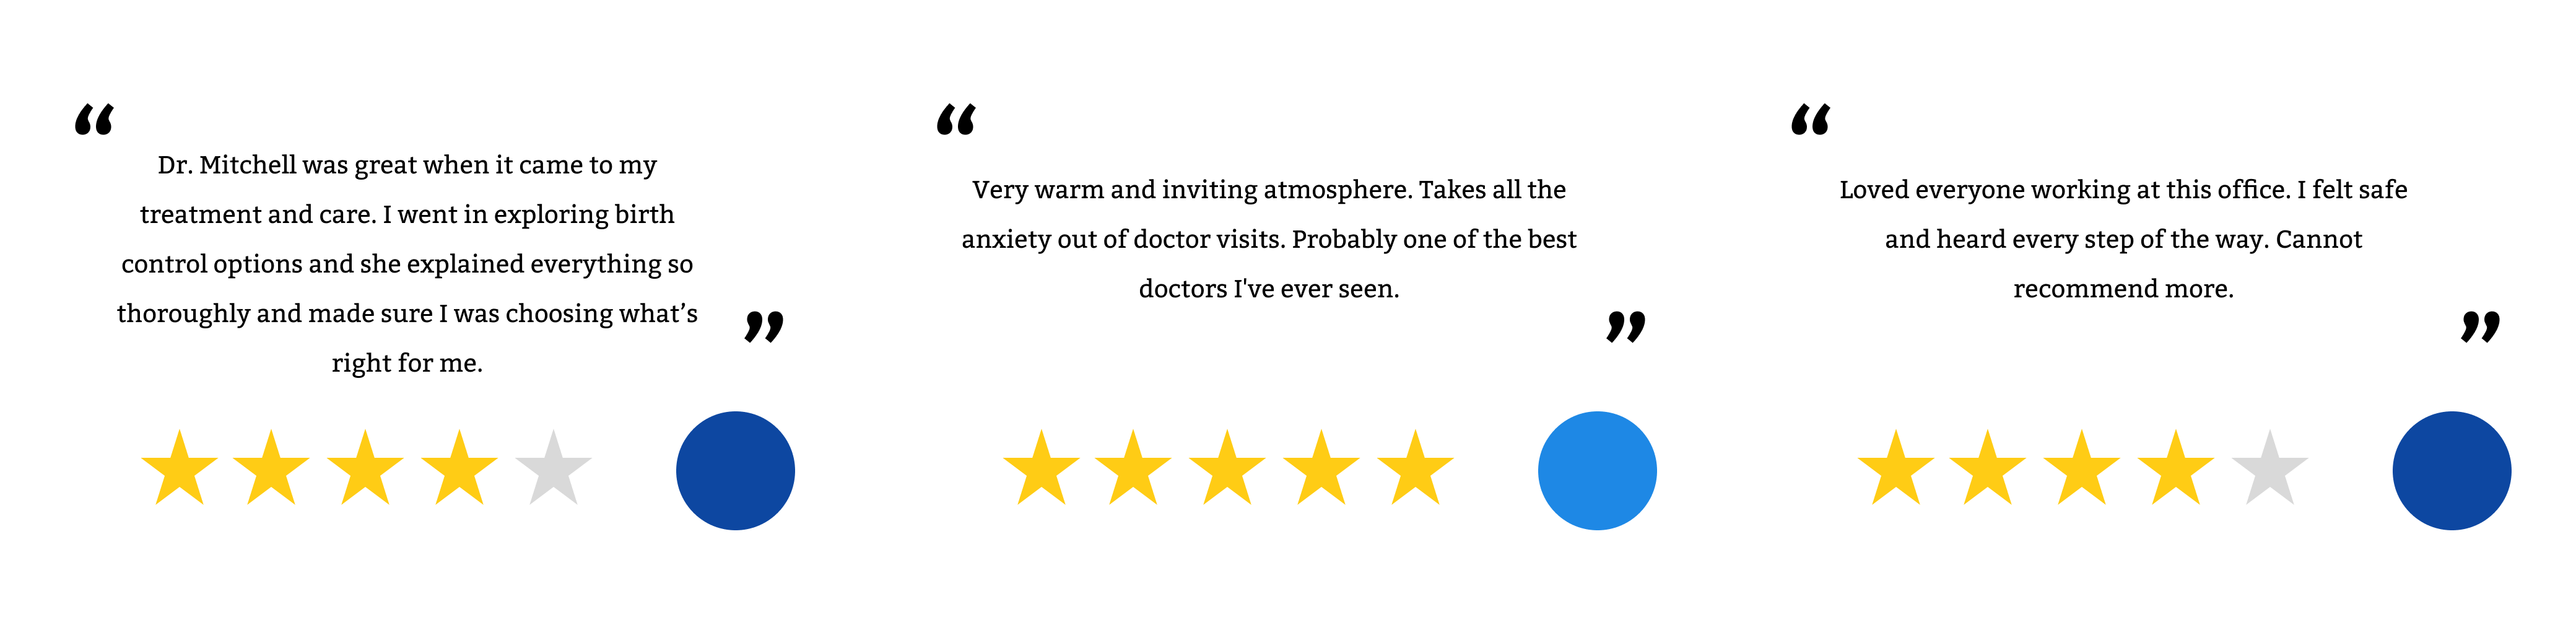 “
Dr. Mitchell was great when it came to my
treatment and care. I went in exploring birth
control options and she explained everything so
thoroughly and made sure I was choosing what’s
right for me.
”
“
Very warm and inviting atmosphere. Takes all the
anxiety out of doctor visits. Probably one of the best
doctors I've ever seen.
”
“
Loved everyone working at this office. I felt safe
and heard every step of the way. Cannot
recommend more.
”